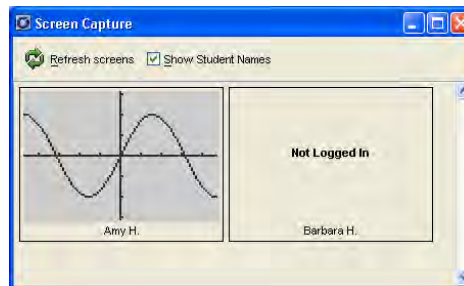 Screen Capture
Refresh screens Show Student Names
Not Logged In
Amy H. Barbara H.